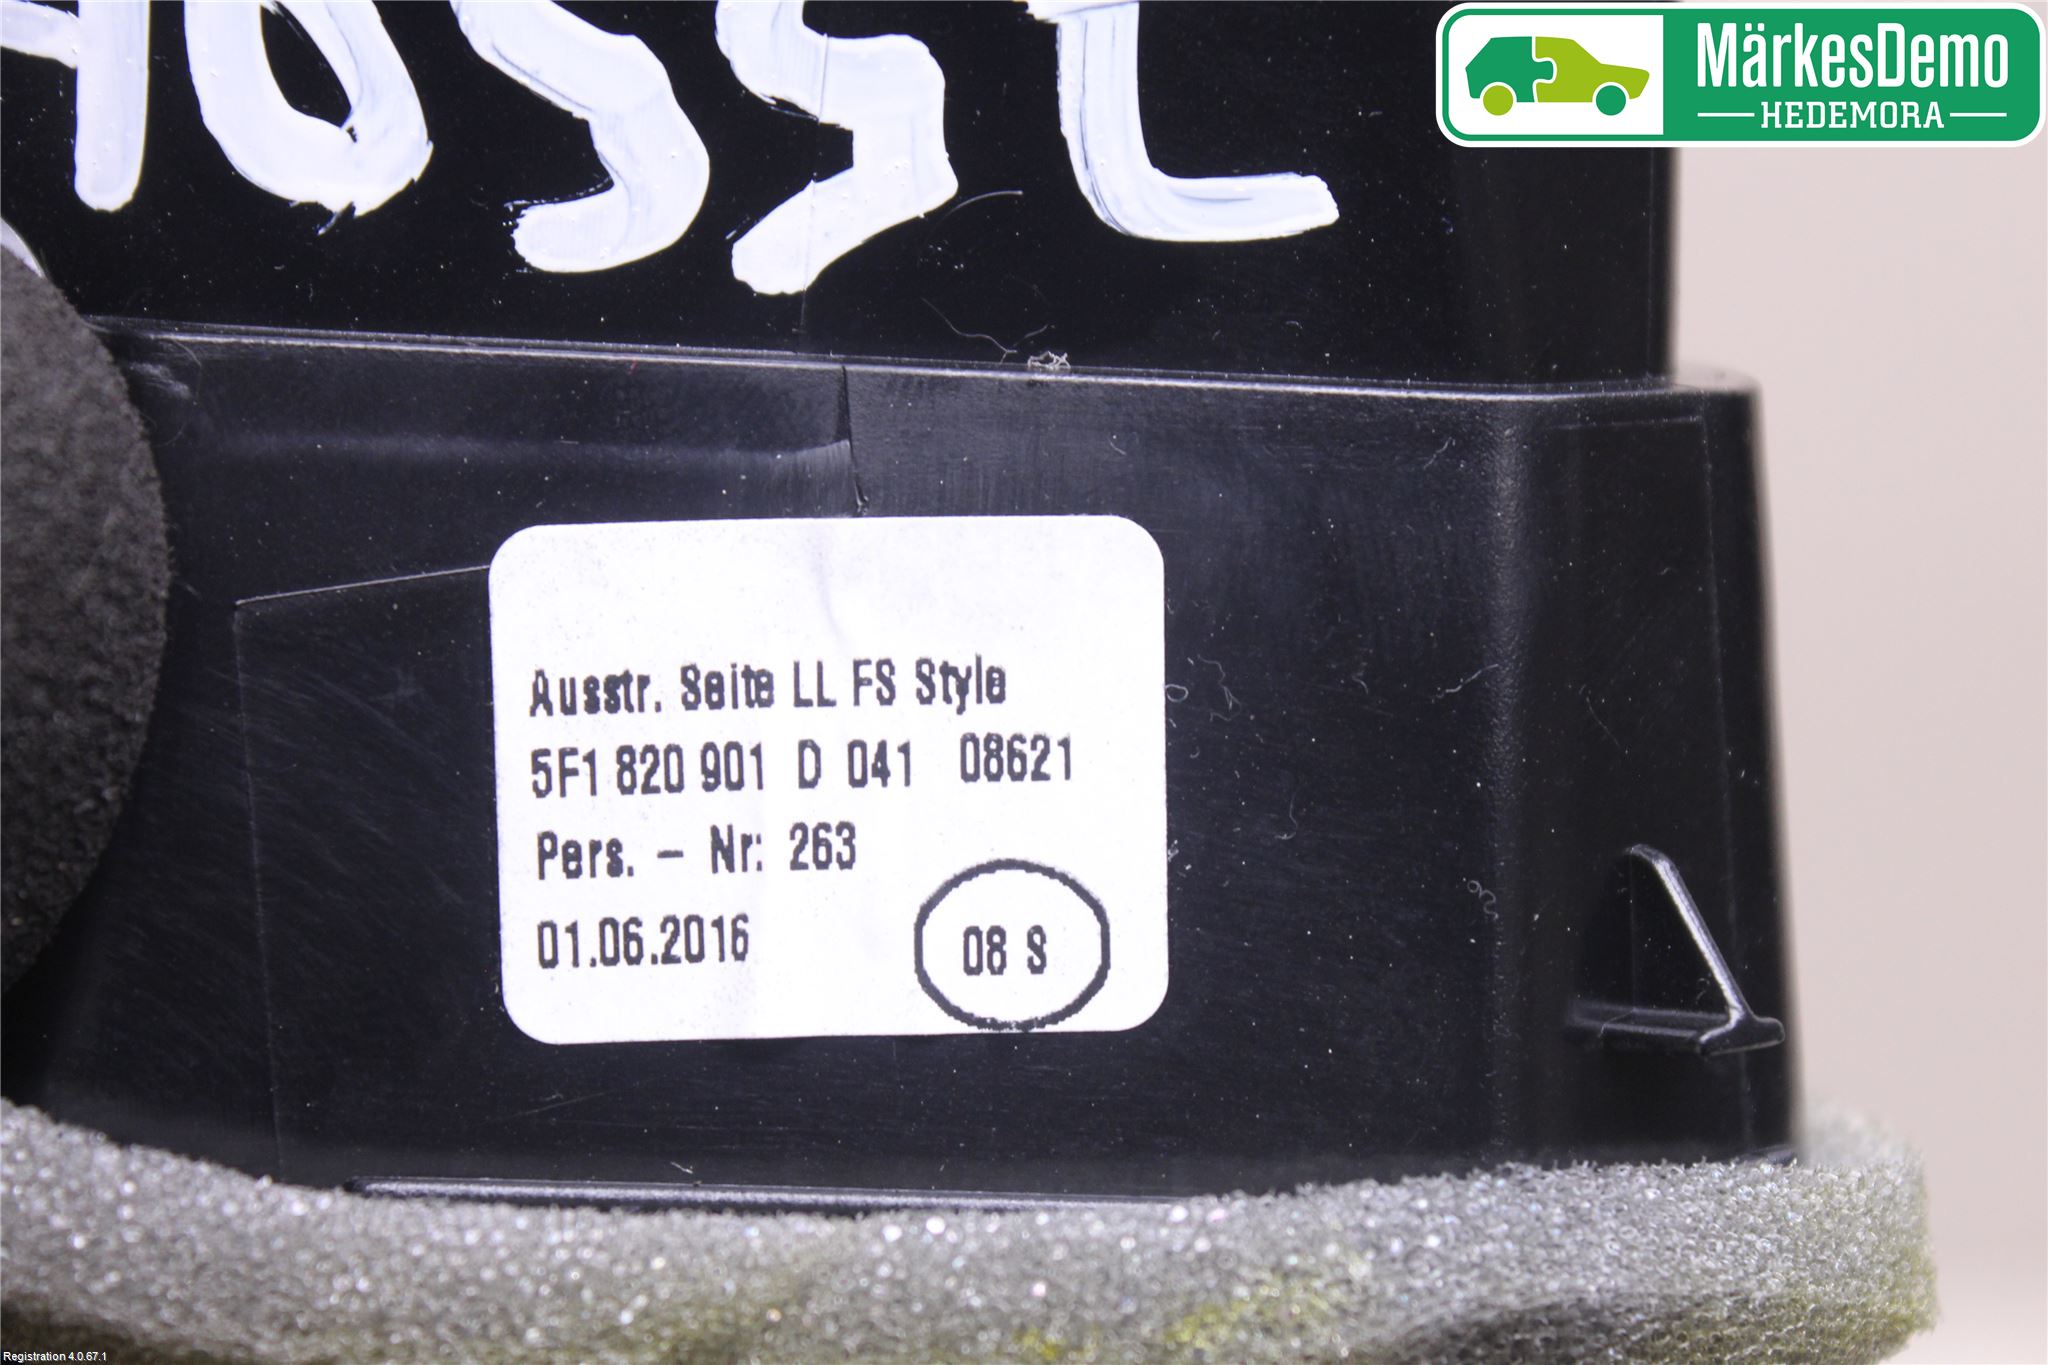 MärkesDemo
HEDEMORA
Ausstr. Seite LL FS Style
5F1 820 901 D 041 08621
Pers. - Nr: 263
01.06.2016
08 S
Registration 4.0.67.1